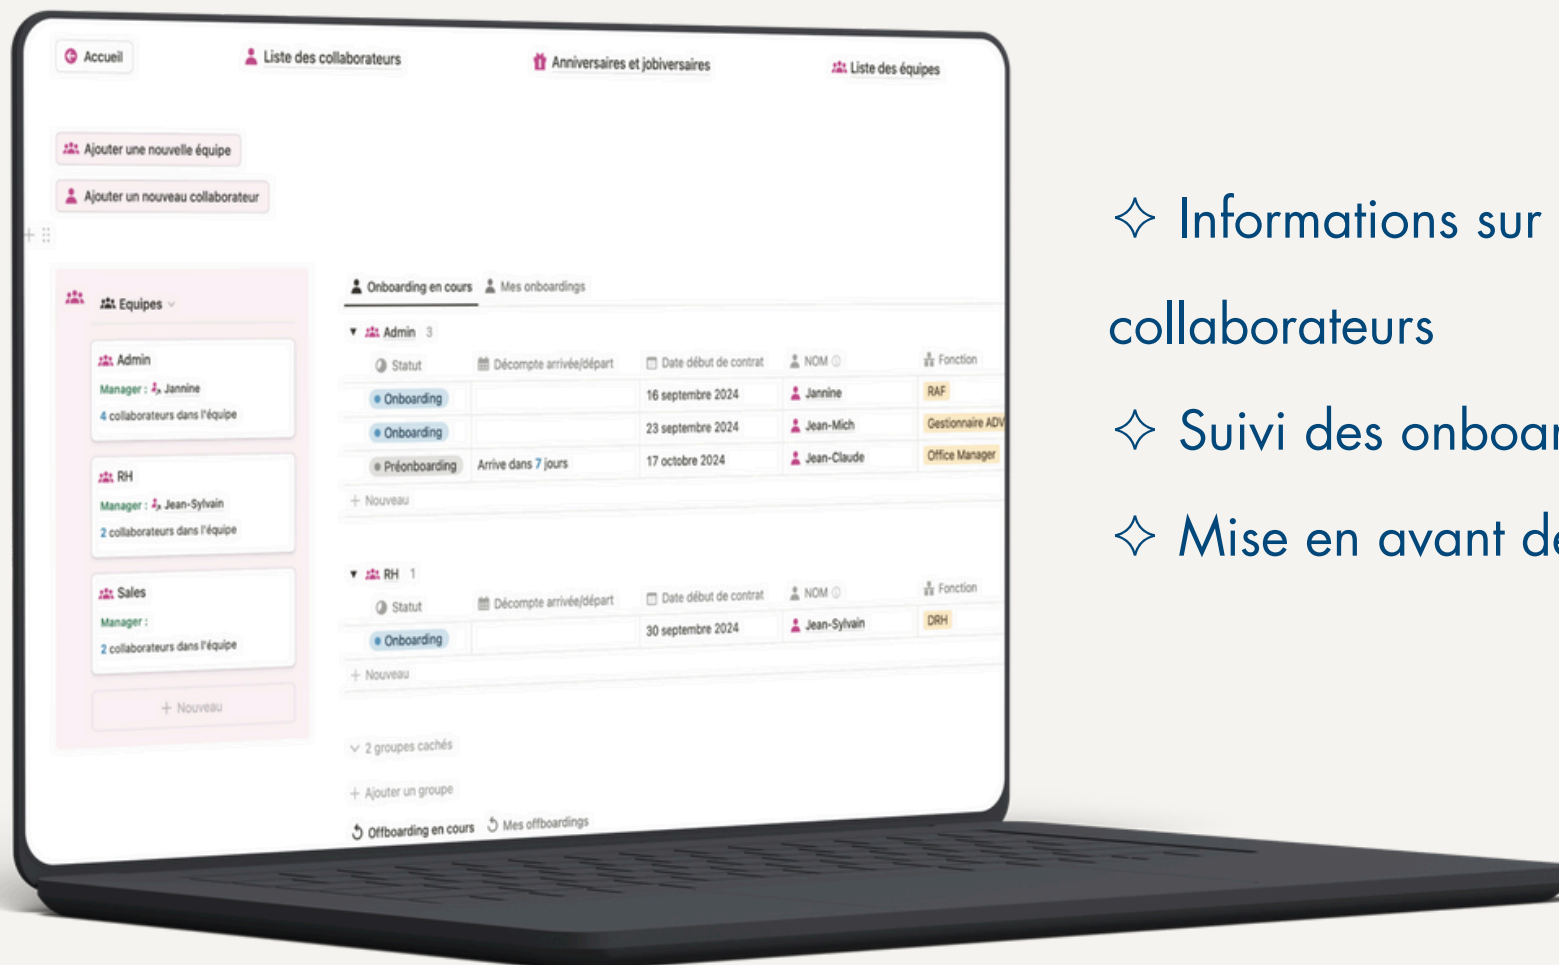 Accueil
Liste des collaborateurs
Anniversaires et jobiversaires
Liste des équipes
Ajouter une nouvelle équipe
Ajouter un nouveau collaborateur
Equipes
Admin
Manager : Jannine
4 collaborateurs dans l'équipe
RH
Manager : Jean-Sylvain
2 collaborateurs dans l'équipe
Sales
Manager :
2 collaborateurs dans l'équipe
+ Nouveau
Onboarding en cours Mes onboardings
Admin 3
Statut Décompte arrivée/départ Date début de contrat NOM Fonction
Onboarding 16 septembre 2024 Jannine RAF
Onboarding 23 septembre 2024 Jean-Mich Gestionnaire ADV
Préonboarding Arrive dans 7 jours 17 octobre 2024 Jean-Claude Office Manager
+ Nouveau
RH 1
Statut Décompte arrivée/départ Date début de contrat NOM Fonction
Onboarding 30 septembre 2024 Jean-Sylvain DRH
+ Nouveau
2 groupes cachés
+ Ajouter un groupe
Offboarding en cours Mes offboardings
Informations sur
collaborateurs
Suivi des onboar
Mise en avant de